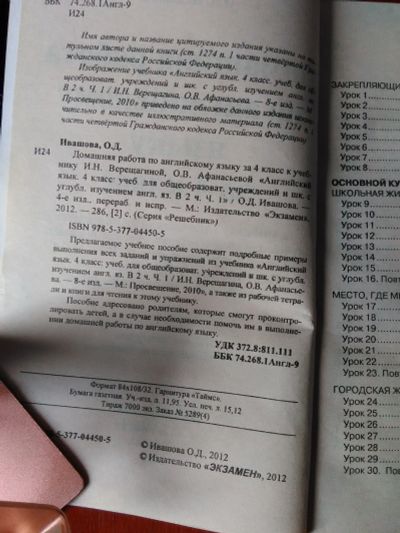 ББК 74.268.1Англ-9
И24
Имя автора и название цитируемого издания указаны на ти-
тульном листе данной книги (ст. 1274 п. 1 части четвёртой Гра-
жданского кодекса Российской Федерации).
Изображение учебника «Английский язык. 4 класс. учеб. для
общеобразоват. учреждений и шк. с углубл. изучением англ. яз.
В 2 ч. Ч. 1 / И.Н. Верещагина, О.В. Афанасьева. — 8-е изд. — М.:
Просвещение, 2010» приведено на обложке данного издания исклю-
чительно в качестве иллюстративного материала (ст. 1274 п. 1
части четвёртой Гражданского кодекса Российской Федерации).
Ивашова, О.Д.
И24
Домашняя работа по английскому языку за 4 класс к учеб-
нику И.Н. Верещагиной, О.В. Афанасьевой «Английский
язык. 4 класс: учеб. для общеобразоват. учреждений и шк. с
углубл. изучением англ. яз. В 2 ч. Ч. 1» / О.Д. Ивашова. —
4-е изд., перераб. и испр. — М.: Издательство «Экзамен»,
2012. — 286, [2] с. (Серия «Решебник»)
ISBN 978-5-377-04450-5
Предлагаемое учебное пособие содержит подробные примеры
выполнения всех заданий и упражнений из учебника «Английский
язык. 4 класс: учеб. для общеобразоват. учреждений и шк. с углубл.
изучением англ. яз. В 2 ч. Ч. 1 / И.Н. Верещагина, О.В. Афанасье-
ва. — 8-е изд. — М.: Просвещение, 2010», а также из рабочей тетра-
ди и книги для чтения к этому учебнику.
Пособие адресовано родителям, которые смогут проконтро-
лировать детей, а в случае необходимости помочь им в выполне-
нии домашней работы по английскому языку.
УДК 372.8:811.111
ББК 74.268.1Англ-9
Формат 84х108/32. Гарнитура «Таймс».
Бумага газетная. Уч.-изд. л. 11,95. Усл. печ. л. 15,12
Тираж 7000 экз. Заказ № 5289(4)
5-377-04450-5
© Ивашова О.Д., 2012
© Издательство «ЭКЗАМЕН», 2012
ЗАКРЕПЛЯЮЩИ
Урок 1
Урок 2
Урок 3
Урок 4
Урок 5
Урок 6
Урок 7
Урок 8
ОСНОВНОЙ КУ
ШКОЛЬНАЯ ЖИ
Урок 9
Урок 10
Урок 11
Урок 12
Урок 13
Урок 14
Урок 15
Урок 16. Повт
МЕСТО, ГДЕ МЫ
Урок 17
Урок 18
Урок 19
Урок 20
Урок 21
Урок 22
Урок 23. Повт
ГОРОДСКАЯ Ж
Урок 24
Урок 25
Урок 26
Урок 27
Урок 28
Урок 29
Урок 30. Пов